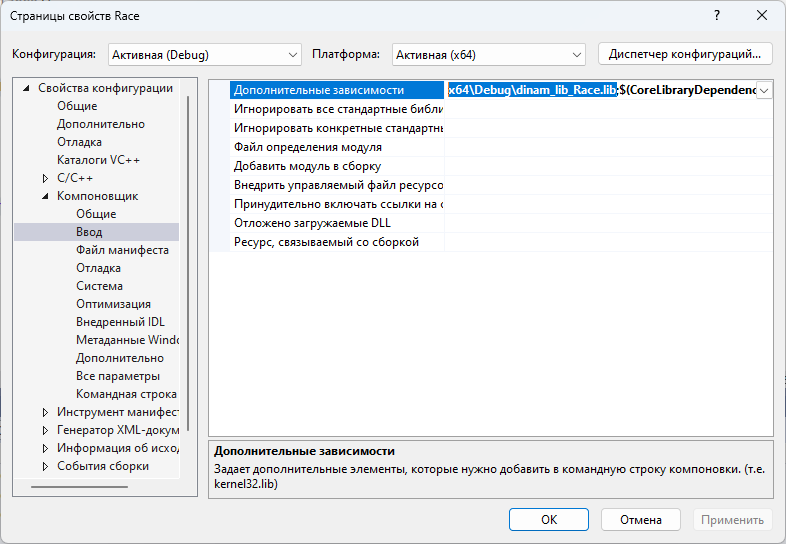 Страницы свойств Race
Конфигурация: Активная (Debug) Платформа: Активная (x64) Диспетчер конфигураций...
Свойства конфигурации
Общие
Дополнительно
Отладка
Каталоги VC++
C/C++
Компоновщик
Общие
Ввод
Файл манифеста
Отладка
Система
Оптимизация
Внедренный IDL
Метаданные Windo
Дополнительно
Все параметры
Командная строка
Инструмент манифест
Генератор XML-докум
Информация об исход
События сборки
Дополнительные зависимости x64\Debug\dinam_lib_Race.lib;$(CoreLibraryDependenc
Игнорировать все стандартные библи
Игнорировать конкретные стандартны
Файл определения модуля
Добавить модуль в сборку
Внедрить управляемый файл ресурсо
Принудительно включать ссылки на с
Отложено загружаемые DLL
Ресурс, связываемый со сборкой
Дополнительные зависимости
Задает дополнительные элементы, которые нужно добавить в командную строку компоновки. (т.е.
kernel32.lib)
ОК Отмена Применить